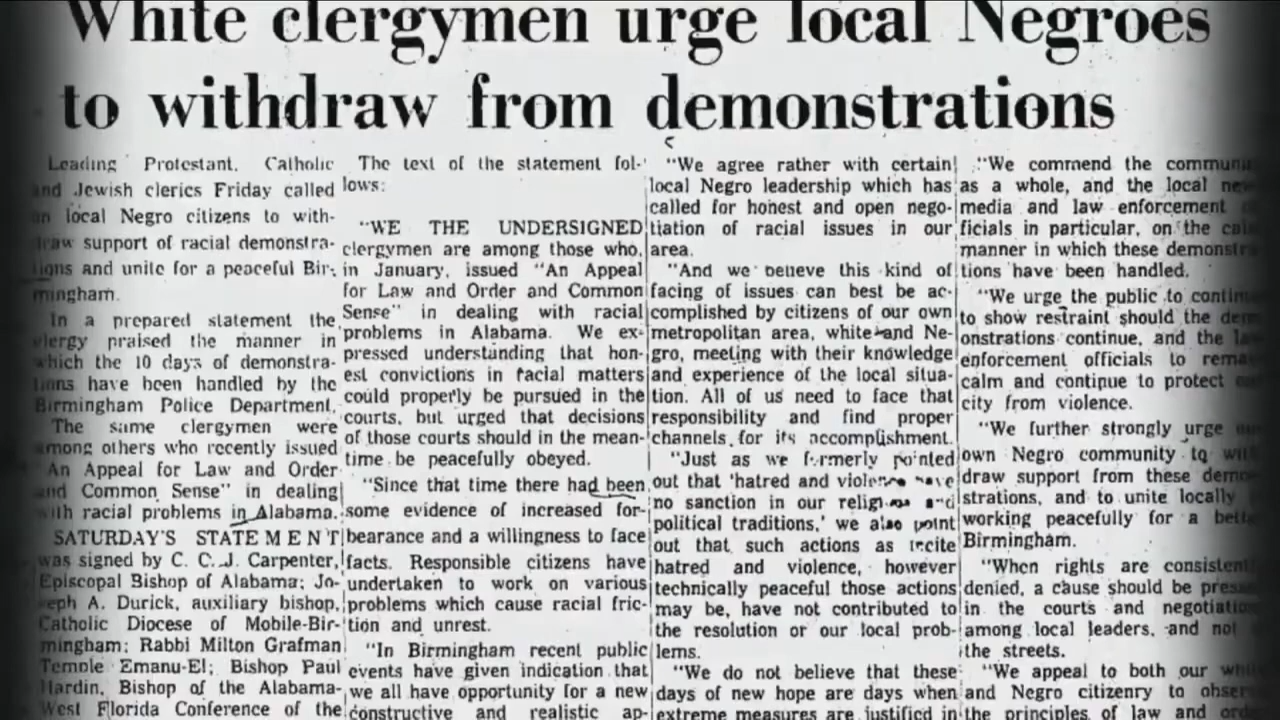 White clergymen urge local Negroes
to withdraw from demonstrations
Leading Protestant, Catholic
and Jewish clerics Friday called
on local Negro citizens to with-
draw support of racial demonstra-
tions and unite for a peaceful Bir-
mingham.
In a prepared statement the
clergy praised the manner in
which the 10 days of demonstra-
tions have been handled by the
Birmingham Police Department.
The same clergymen were
among others who recently issued
"An Appeal for Law and Order
and Common Sense" in dealing
with racial problems in Alabama.
SATURDAY'S STATEMENT
was signed by C. C. J. Carpenter,
Episcopal Bishop of Alabama; Jo-
seph A. Durick, auxiliary bishop,
Catholic Diocese of Mobile-Bir-
mingham; Rabbi Milton Grafman
Temple Emanu-El; Bishop Paul
Hardin, Bishop of the Alabama-
West Florida Conference of the
The text of the statement fol-
lows:
"WE THE UNDERSIGNED
clergymen are among those who,
in January, issued "An Appeal
for Law and Order and Common
Sense" in dealing with racial
problems in Alabama. We ex-
pressed understanding that hon-
est convictions in racial matters
could properly be pursued in the
courts, but urged that decisions
of those courts should in the mean-
time be peacefully obeyed.
"Since that time there had been
some evidence of increased for-
bearance and a willingness to face
facts. Responsible citizens have
undertaken to work on various
problems which cause racial fric-
tion and unrest.
"In Birmingham recent public
events have given indication that
we all have opportunity for a new
constructive and realistic ap-
"We agree rather with certain
local Negro leadership which has
called for honest and open nego-
tiation of racial issues in our
area.
"And we believe this kind of
facing of issues can best be ac-
complished by citizens of our own
metropolitan area, white and Ne-
gro, meeting with their knowledge
and experience of the local situa-
tion. All of us need to face that
responsibility and find proper
channels for its accomplishment.
"Just as we formerly pointed
out that 'hatred and violence have
no sanction in our religious and
political traditions,' we also point
out that such actions as incite
hatred and violence, however
technically peaceful those actions
may be, have not contributed to
the resolution or our local prob-
lems.
"We do not believe that these
days of new hope are days when
extreme measures are justified in
"We commend the
as a whole, and the local
media and law enforcement
ficials in particular, on the
manner in which these demonstra-
tions have been handled.
"We urge the public to
to show restraint should the
onstrations continue, and the
enforcement officials to
calm and continue to protect
city from violence.
"We further strongly urge
own Negro community to
draw support from these
strations, and to unite locally
working peacefully for a
Birmingham.
"When rights are
denied, a cause should be
in the courts and
among local leaders, and not
the streets.
"We appeal to both our
and Negro citizenry to
the principles of law and